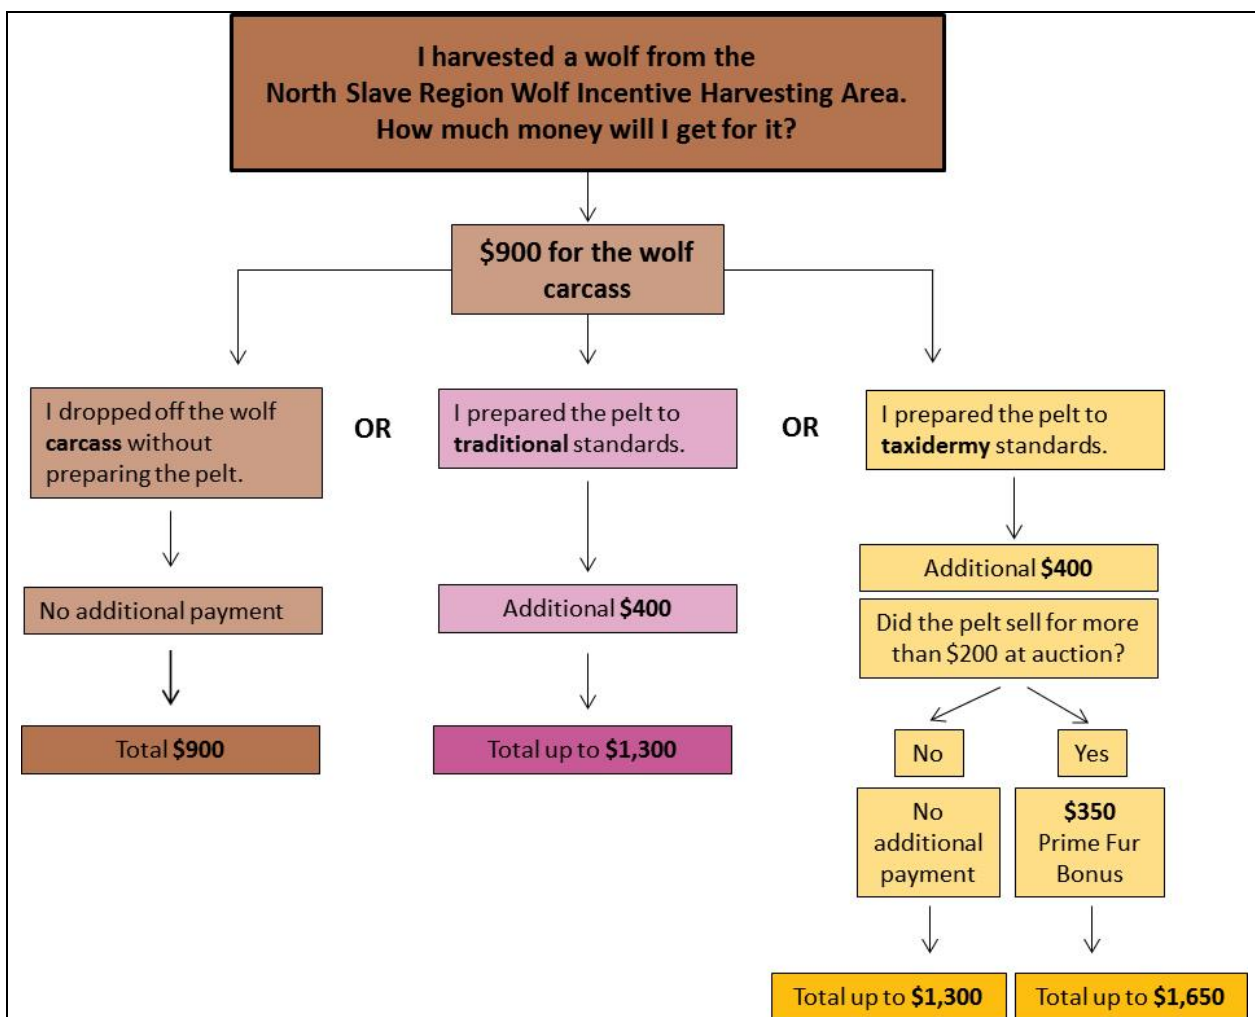 I harvested a wolf from the
North Slave Region Wolf Incentive Harvesting Area.
How much money will I get for it?
$900 for the wolf
carcass
I dropped off the wolf
carcass without
preparing the pelt.
OR
I prepared the pelt to
traditional standards.
OR
I prepared the pelt to
taxidermy standards.
No additional payment
Additional $400
Additional $400
Did the pelt sell for more
than $200 at auction?
Total $900
Total up to $1,300
No
Yes
No
additional
payment
$350
Prime Fur
Bonus
Total up to $1,300
Total up to $1,650